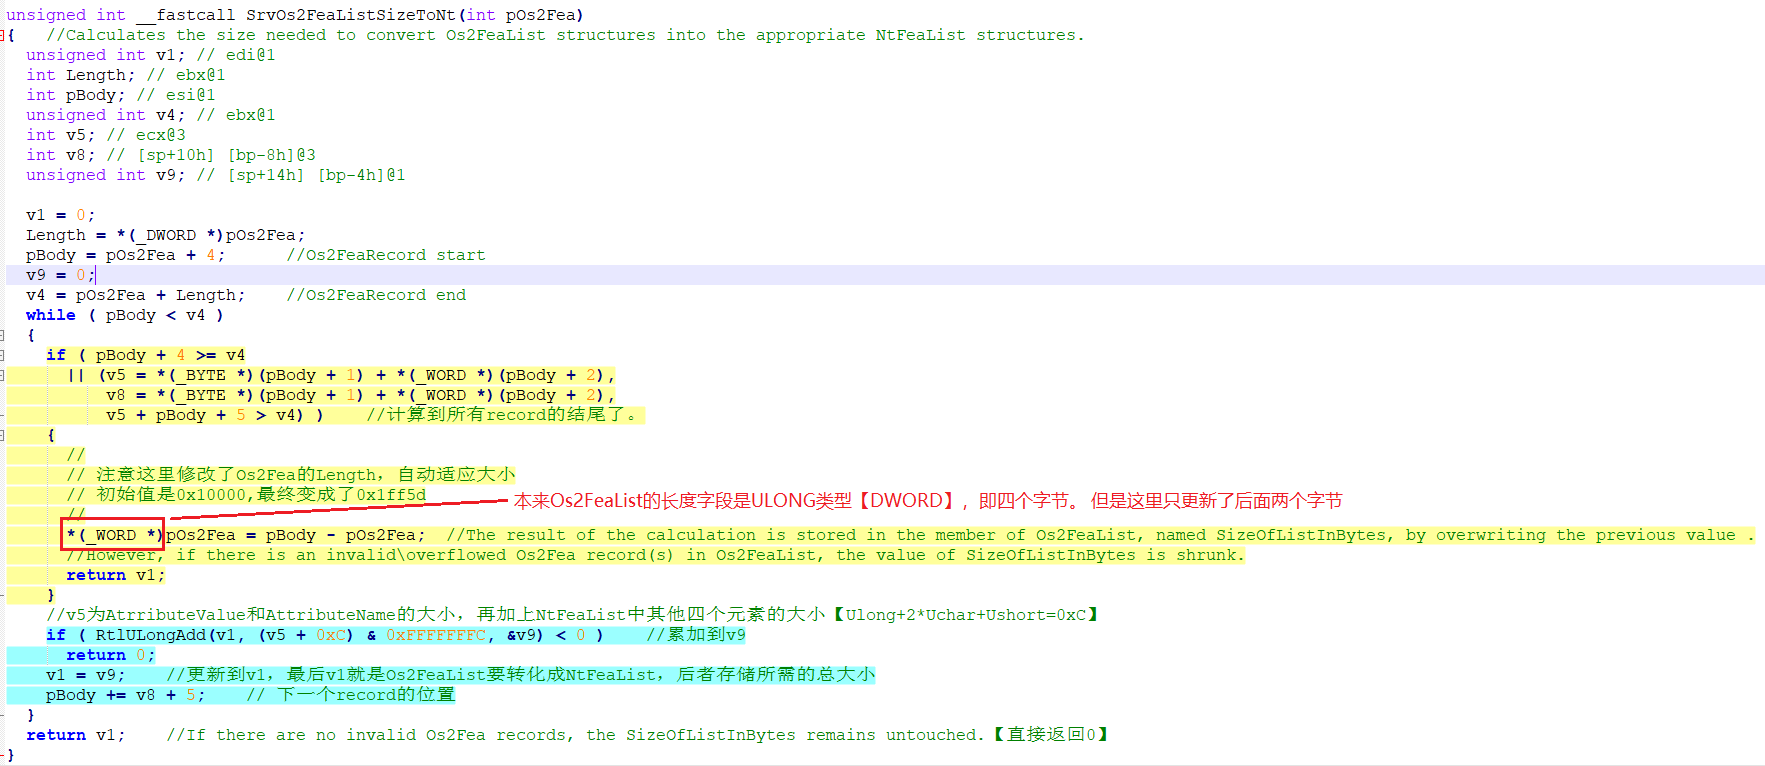 unsigned int __fastcall SrvOs2FeaListSizeToNt(int pOs2Fea)
{   //Calculates the size needed to convert Os2FeaList structures into the appropriate NtFeaList structures.
unsigned int v1; // edi@1
int Length; // ebx@1
int pBody; // esi@1
unsigned int v4; // ebx@1
int v5; // ecx@3
int v8; // [sp+10h] [bp-8h]@3
unsigned int v9; // [sp+14h] [bp-4h]@1
v1 = 0;
Length = *(_DWORD *)pOs2Fea;
pBody = pOs2Fea + 4;      //Os2FeaRecord start
v9 = 0;
v4 = pOs2Fea + Length;    //Os2FeaRecord end
while ( pBody < v4 )
{
if ( pBody + 4 >= v4
|| (v5 = *(_BYTE *)(pBody + 1) + *(_WORD *)(pBody + 2),
v8 = *(_BYTE *)(pBody + 1) + *(_WORD *)(pBody + 2),
v5 + pBody + 5 > v4) )    //计算到所有record的结尾了。
{
//
// 注意这里修改了Os2Fea的Length，自动适应大小
// 初始值是0x10000,最终变成了0x1ff5d
本来Os2FeaList的长度字段是ULONG类型【DWORD】，即四个字节。 但是这里只更新了后面两个字节
//
*(_WORD *)pOs2Fea = pBody - pOs2Fea;  //The result of the calculation is stored in the member of Os2FeaList, named SizeOfListInBytes, by overwriting the previous value .
//However, if there is an invalid\overflowed Os2Fea record(s) in Os2FeaList, the value of SizeOfListInBytes is shrunk.
return v1;
}
//v5为AtrributeValue和AttributeName的大小，再加上NtFeaList中其他四个元素的大小【Ulong+2*Uchar+Ushort=0xC】
if ( RtlULongAdd(v1, (v5 + 0xC) & 0xFFFFFFFC, &v9) < 0 )    //累加到v9
return 0;
v1 = v9;    //更新到v1，最后v1就是Os2FeaList要转化成NtFeaList，后者存储所需的总大小
pBody += v8 + 5;    // 下一个record的位置
}
return v1;    //If there are no invalid Os2Fea records, the SizeOfListInBytes remains untouched.【直接返回0】
}